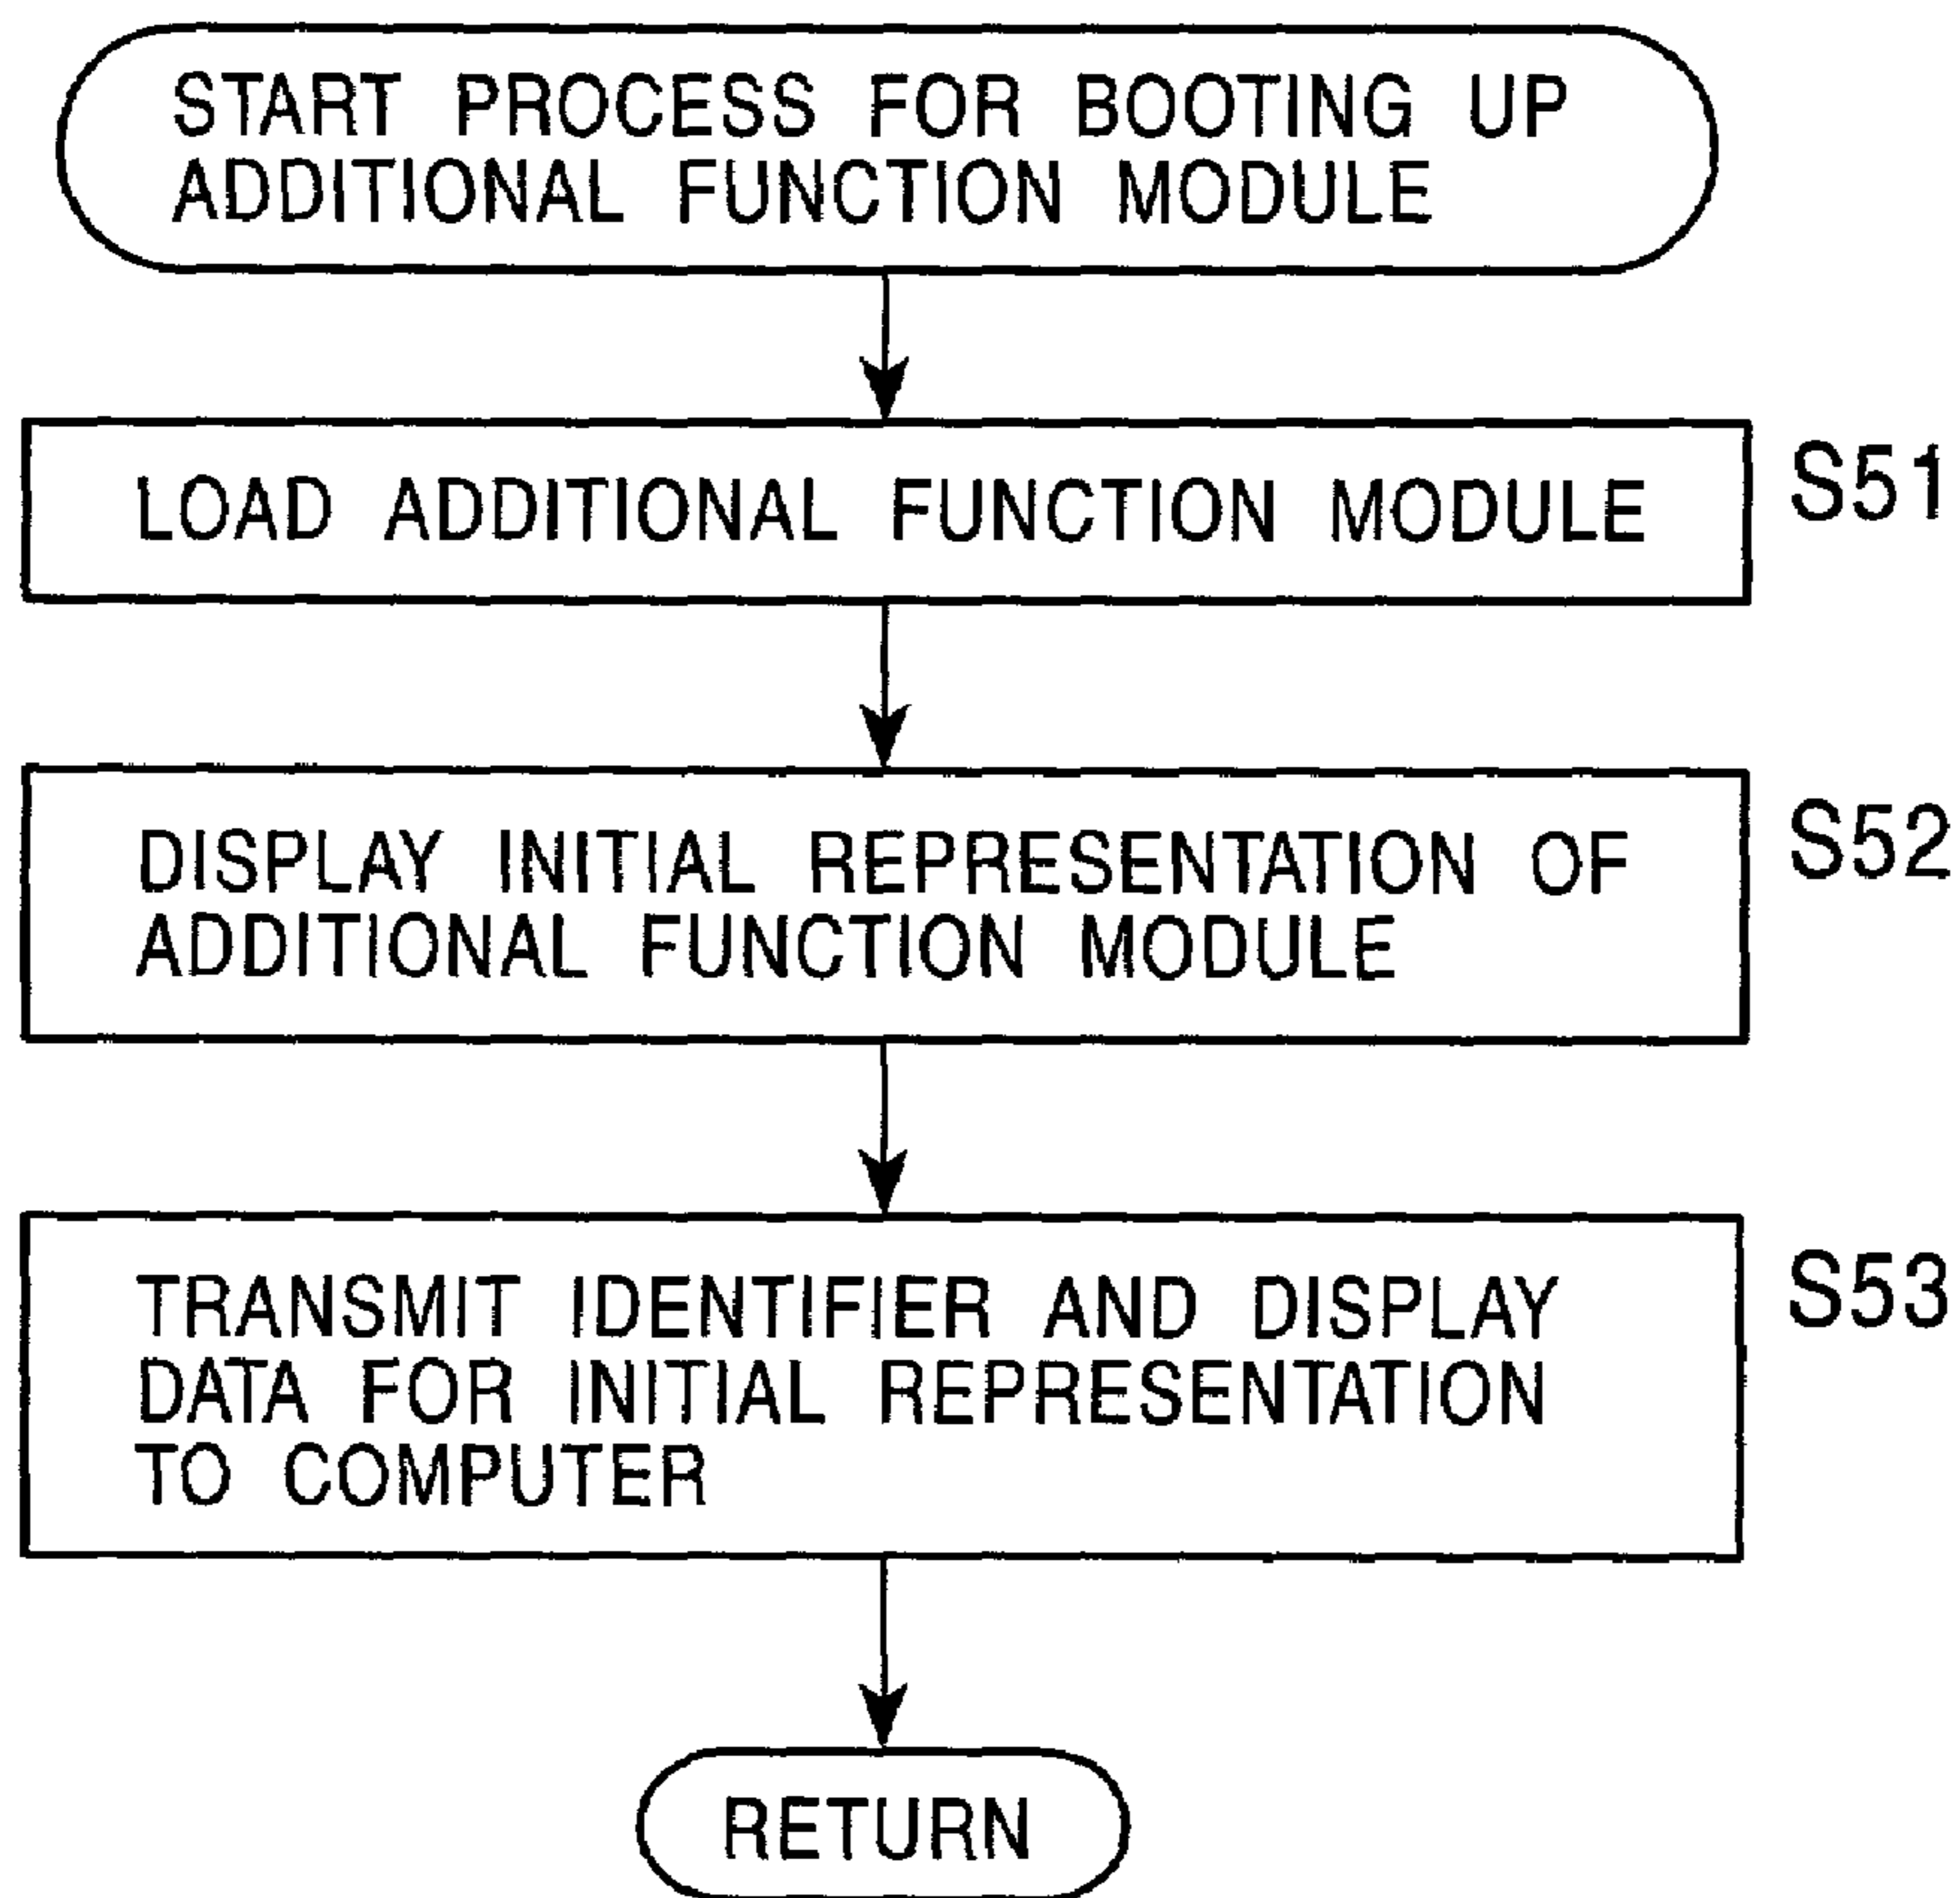 START PROCESS FOR BOOTING UP
ADDITIONAL FUNCTION MODULE
LOAD ADDITIONAL FUNCTION MODULE
S51
DISPLAY INITIAL REPRESENTATION OF
ADDITIONAL FUNCTION MODULE
S52
TRANSMIT IDENTIFIER AND DISPLAY
DATA FOR INITIAL REPRESENTATION
TO COMPUTER
S53
RETURN